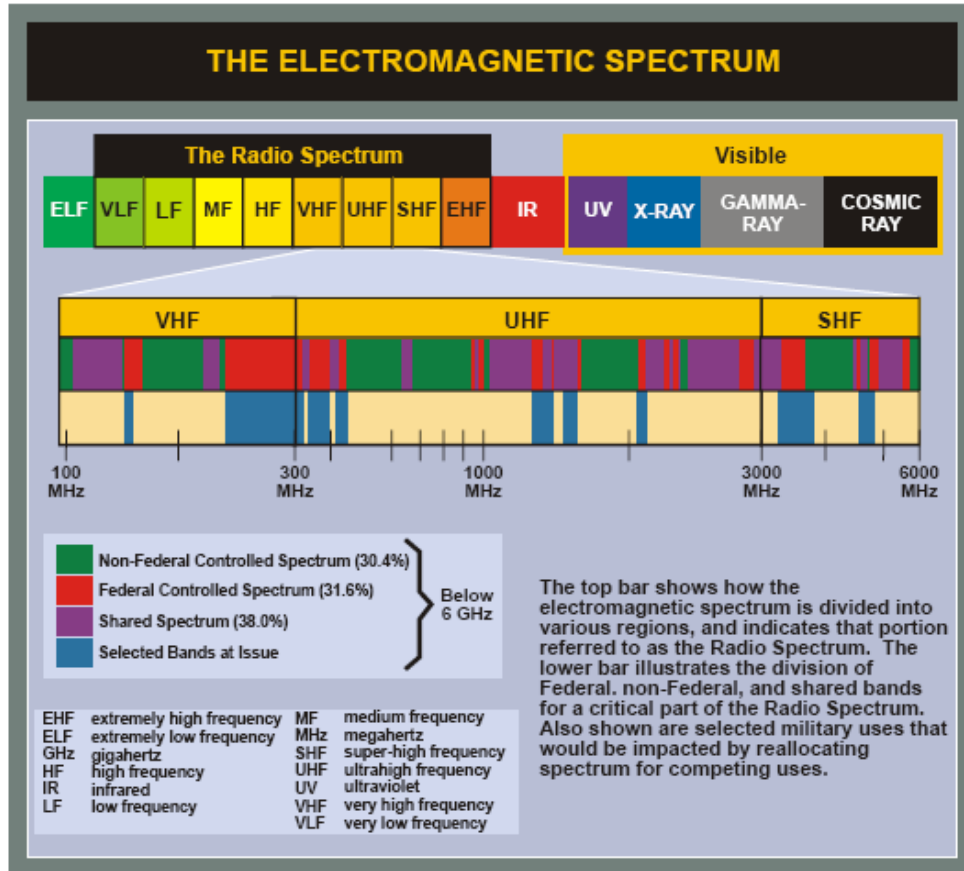 THE ELECTROMAGNETIC SPECTRUM
The Radio Spectrum
Visible
ELF VLF LF MF HF VHF UHF SHF EHF IR UV X-RAY GAMMA-
RAY COSMIC
RAY
VHF UHF SHF
100
MHz
300
MHz
1000
MHz
3000
MHz
6000
MHz
Non-Federal Controlled Spectrum (30.4%)
Federal Controlled Spectrum (31.6%)
Shared Spectrum (38.0%)
Selected Bands at Issue
Below
6 GHz
The top bar shows how the
electromagnetic spectrum is divided into
various regions, and indicates that portion
referred to as the Radio Spectrum. The
lower bar illustrates the division of
Federal. non-Federal, and shared bands
for a critical part of the Radio Spectrum.
Also shown are selected military uses that
would be impacted by reallocating
spectrum for competing uses.
EHF extremely high frequency
ELF extremely low frequency
GHz gigahertz
HF high frequency
IR infrared
LF low frequency
MF medium frequency
MHz megahertz
SHF super-high frequency
UHF ultrahigh frequency
UV ultraviolet
VHF very high frequency
VLF very low frequency